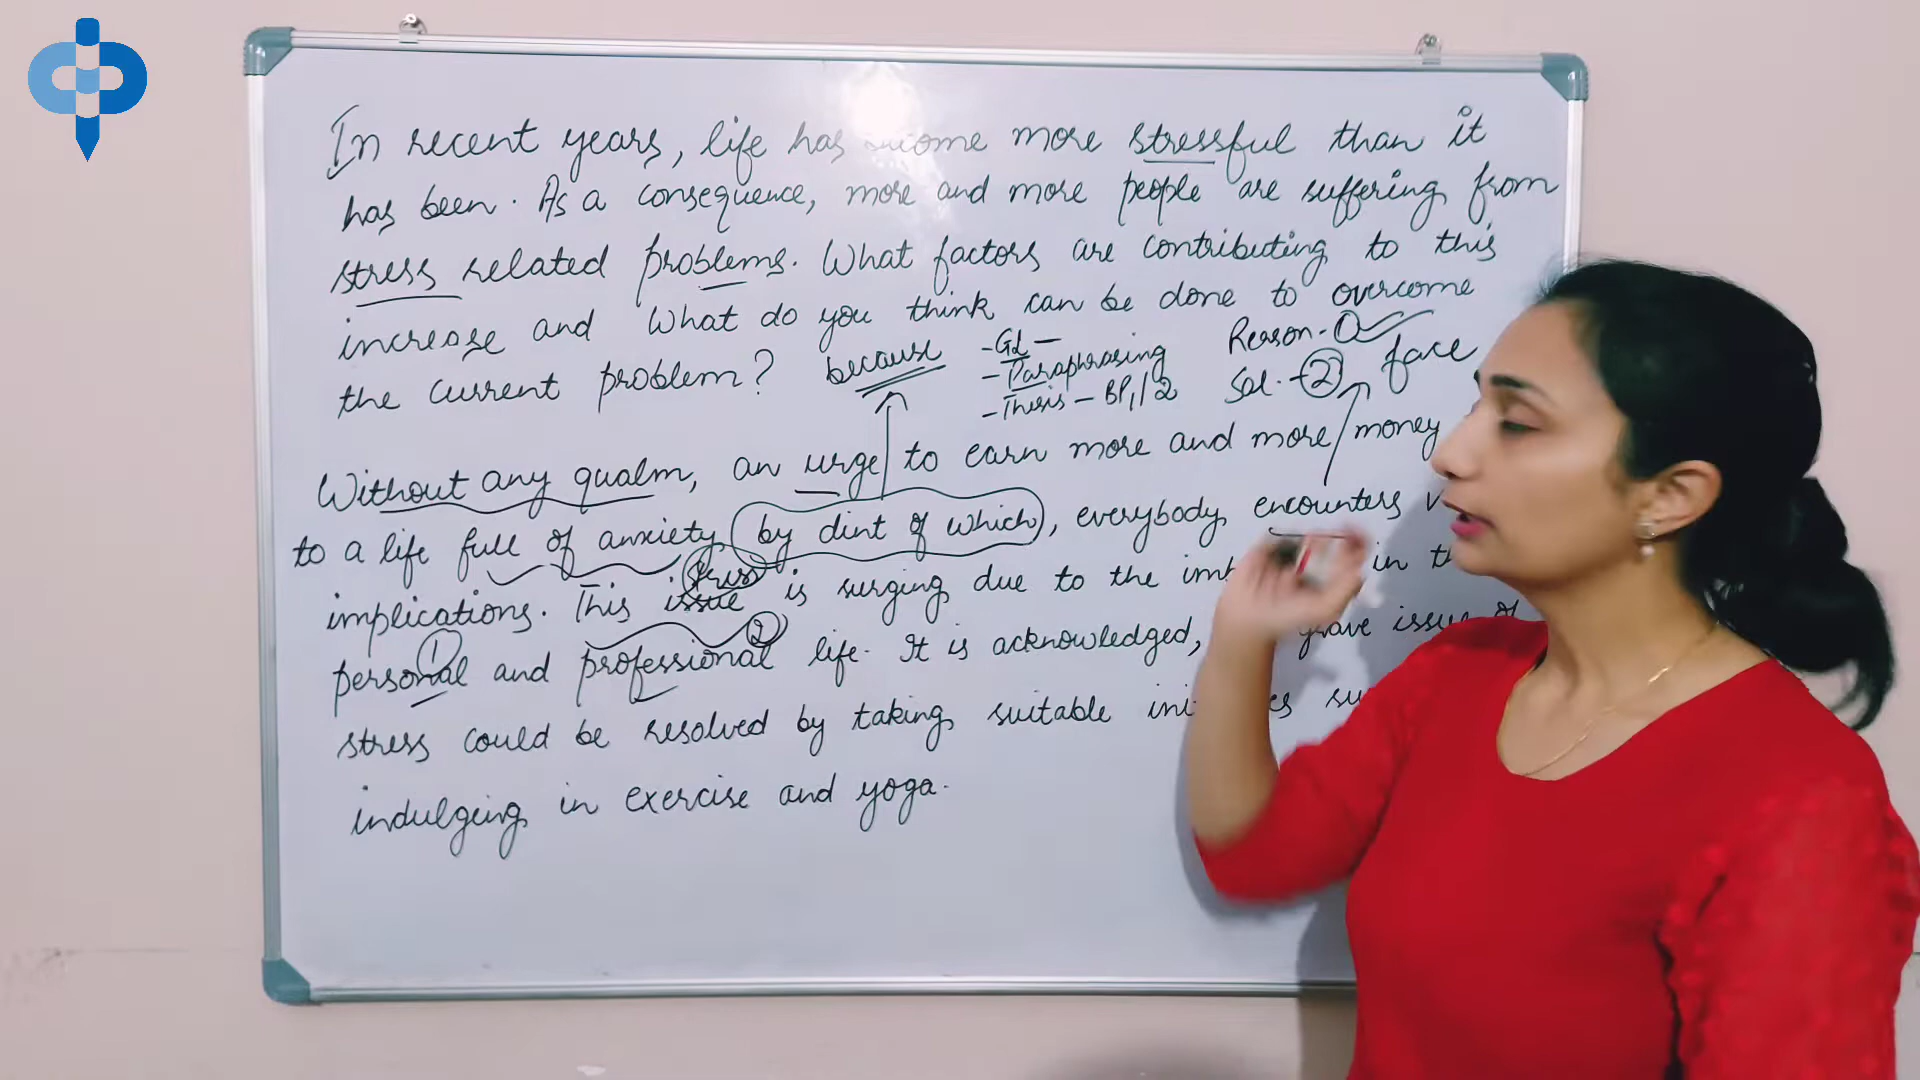 In recent years, life has become more stressful than it
has been. As a consequence, more and more people are suffering from
stress related problems. What factors are contributing to this
increase and what do you think can be done to overcome
the current problem?
because
- GL -
- Paraphrasing
- Thesis - BP1/2
Reason - 1
Sol. - 2
face
Without any qualm, an urge to earn more and more money
to a life full of anxiety by dint of which, everybody encounters
stress
implications. This issue is surging due to the in
1
2
personal and professional life. It is acknowledged, grave issue of
stress could be resolved by taking suitable
indulging in exercise and yoga.